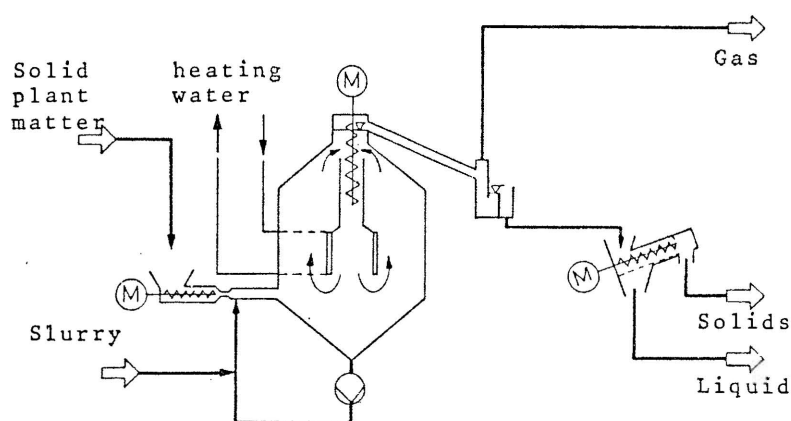 Solid
plant
matter
heating
water
M
Gas
M
M
Solids
Slurry
Liquid